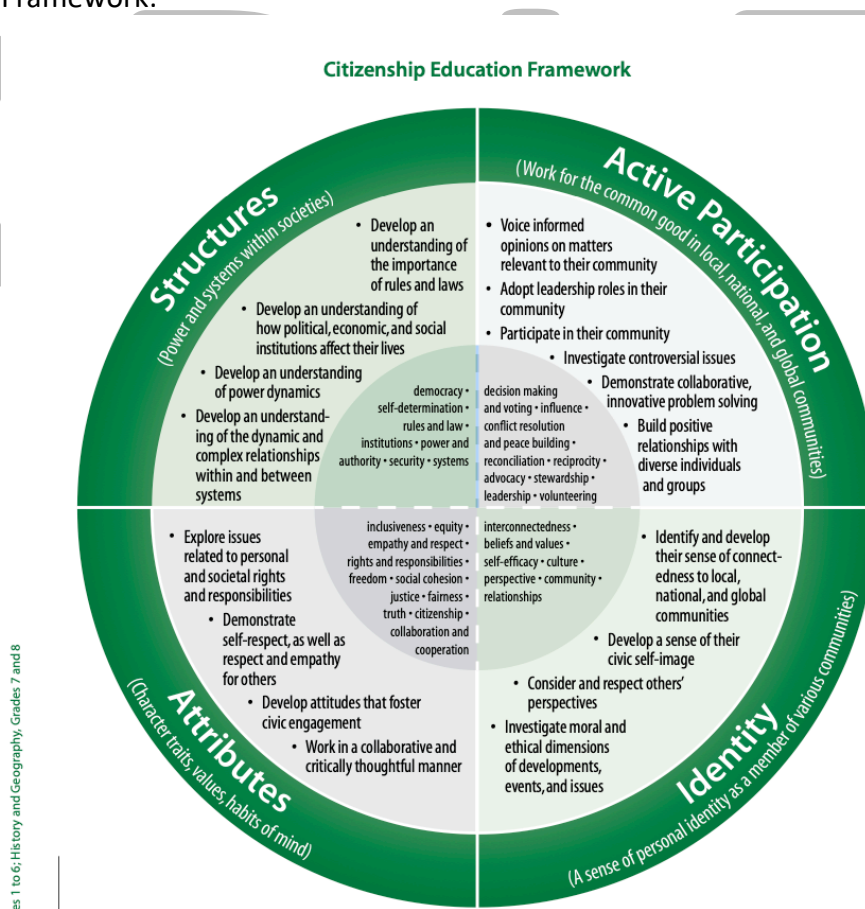 Framework.
Citizenship Education Framework
Structures
(Power and systems within societies)
• Develop an
understanding of
the importance
of rules and laws
• Develop an understanding of
how political, economic, and social
institutions affect their lives
• Develop an understanding
of power dynamics
• Develop an understand-
ing of the dynamic and
complex relationships
within and between
systems
democracy •
self-determination •
rules and law •
institutions • power and
authority • security • systems
Active Participation
(Work for the common good in local, national, and global communities)
• Voice informed
opinions on matters
relevant to their community
• Adopt leadership roles in their
community
• Participate in their community
• Investigate controversial issues
• Demonstrate collaborative,
innovative problem solving
• Build positive
relationships with
diverse individuals
and groups
decision making
and voting • influence •
conflict resolution
and peace building •
reconciliation • reciprocity •
advocacy • stewardship •
leadership • volunteering
inclusiveness • equity •
empathy and respect •
rights and responsibilities •
freedom • social cohesion •
justice • fairness •
truth • citizenship •
collaboration and
cooperation
• Explore issues
related to personal
and societal rights
and responsibilities
• Demonstrate
self-respect, as well as
respect and empathy
for others
• Develop attitudes that foster
civic engagement
• Work in a collaborative and
critically thoughtful manner
Attributes
(Character traits, values, habits of mind)
interconnectedness •
beliefs and values •
self-efficacy • culture •
perspective • community •
relationships
• Identify and develop
their sense of connect-
edness to local,
national, and global
communities
• Develop a sense of their
civic self-image
• Consider and respect others'
perspectives
• Investigate moral and
ethical dimensions
of developments,
events, and issues
Identity
(A sense of personal identity as a member of various communities)
1 to 6; History and Geography, Grades 7 and 8